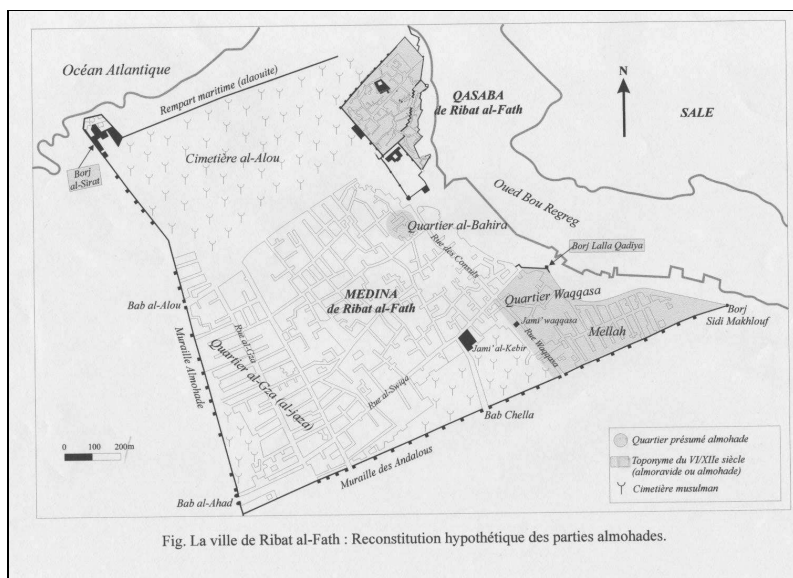 Océan Atlantique
Rempart maritime (alaouite)
QASABA
de Ribat al-Fath
N
SALE
Cimetière al-Alou
Borj
al-Sirat
Oued Bou Regreg
Quartier al-Bahira
Rue des Consuls
Borj Lalla Qadiya
Quartier Waqqasa
Bab al-Alou
MEDINA
de Ribat al-Fath
Jami' waqqasa
Mellah
Borj
Sidi Makhlouf
Rue al-Gza
Muraille Almohade
Quartier al-Gza (al-jaza)
Jami' al-Kebir
Rue Waqqasa
Rue al-Swiqa
Bab Chella
0 100 200m
Muraille des Andalous
Bab al-Ahad
Quartier présumé almohade
Toponyme du VI/XIIe siècle
(almoravide ou almohade)
Cimetière musulman
Fig. La ville de Ribat al-Fath : Reconstitution hypothétique des parties almohades.